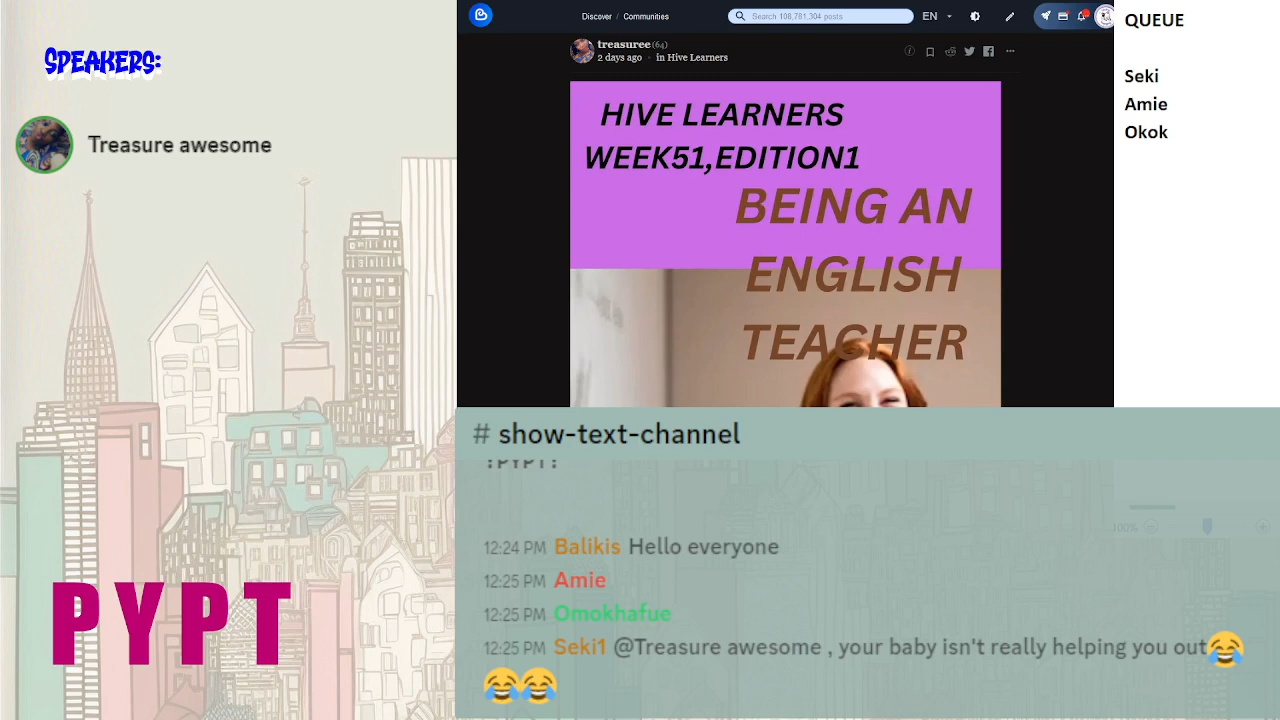 SPEAKERS:
Treasure awesome
PYPT
Discover / Communities
Search 108,781,304 posts
EN
treasuree (64)
2 days ago · in Hive Learners
HIVE LEARNERS
WEEK51,EDITION1
BEING AN
ENGLISH
TEACHER
QUEUE
Seki
Amie
Okok
# show-text-channel
:PYPT:
12:24 PM Balikis Hello everyone
12:25 PM Amie
12:25 PM Omokhafue
12:25 PM Seki1 @Treasure awesome , your baby isn't really helping you out😂
😂😂
100%